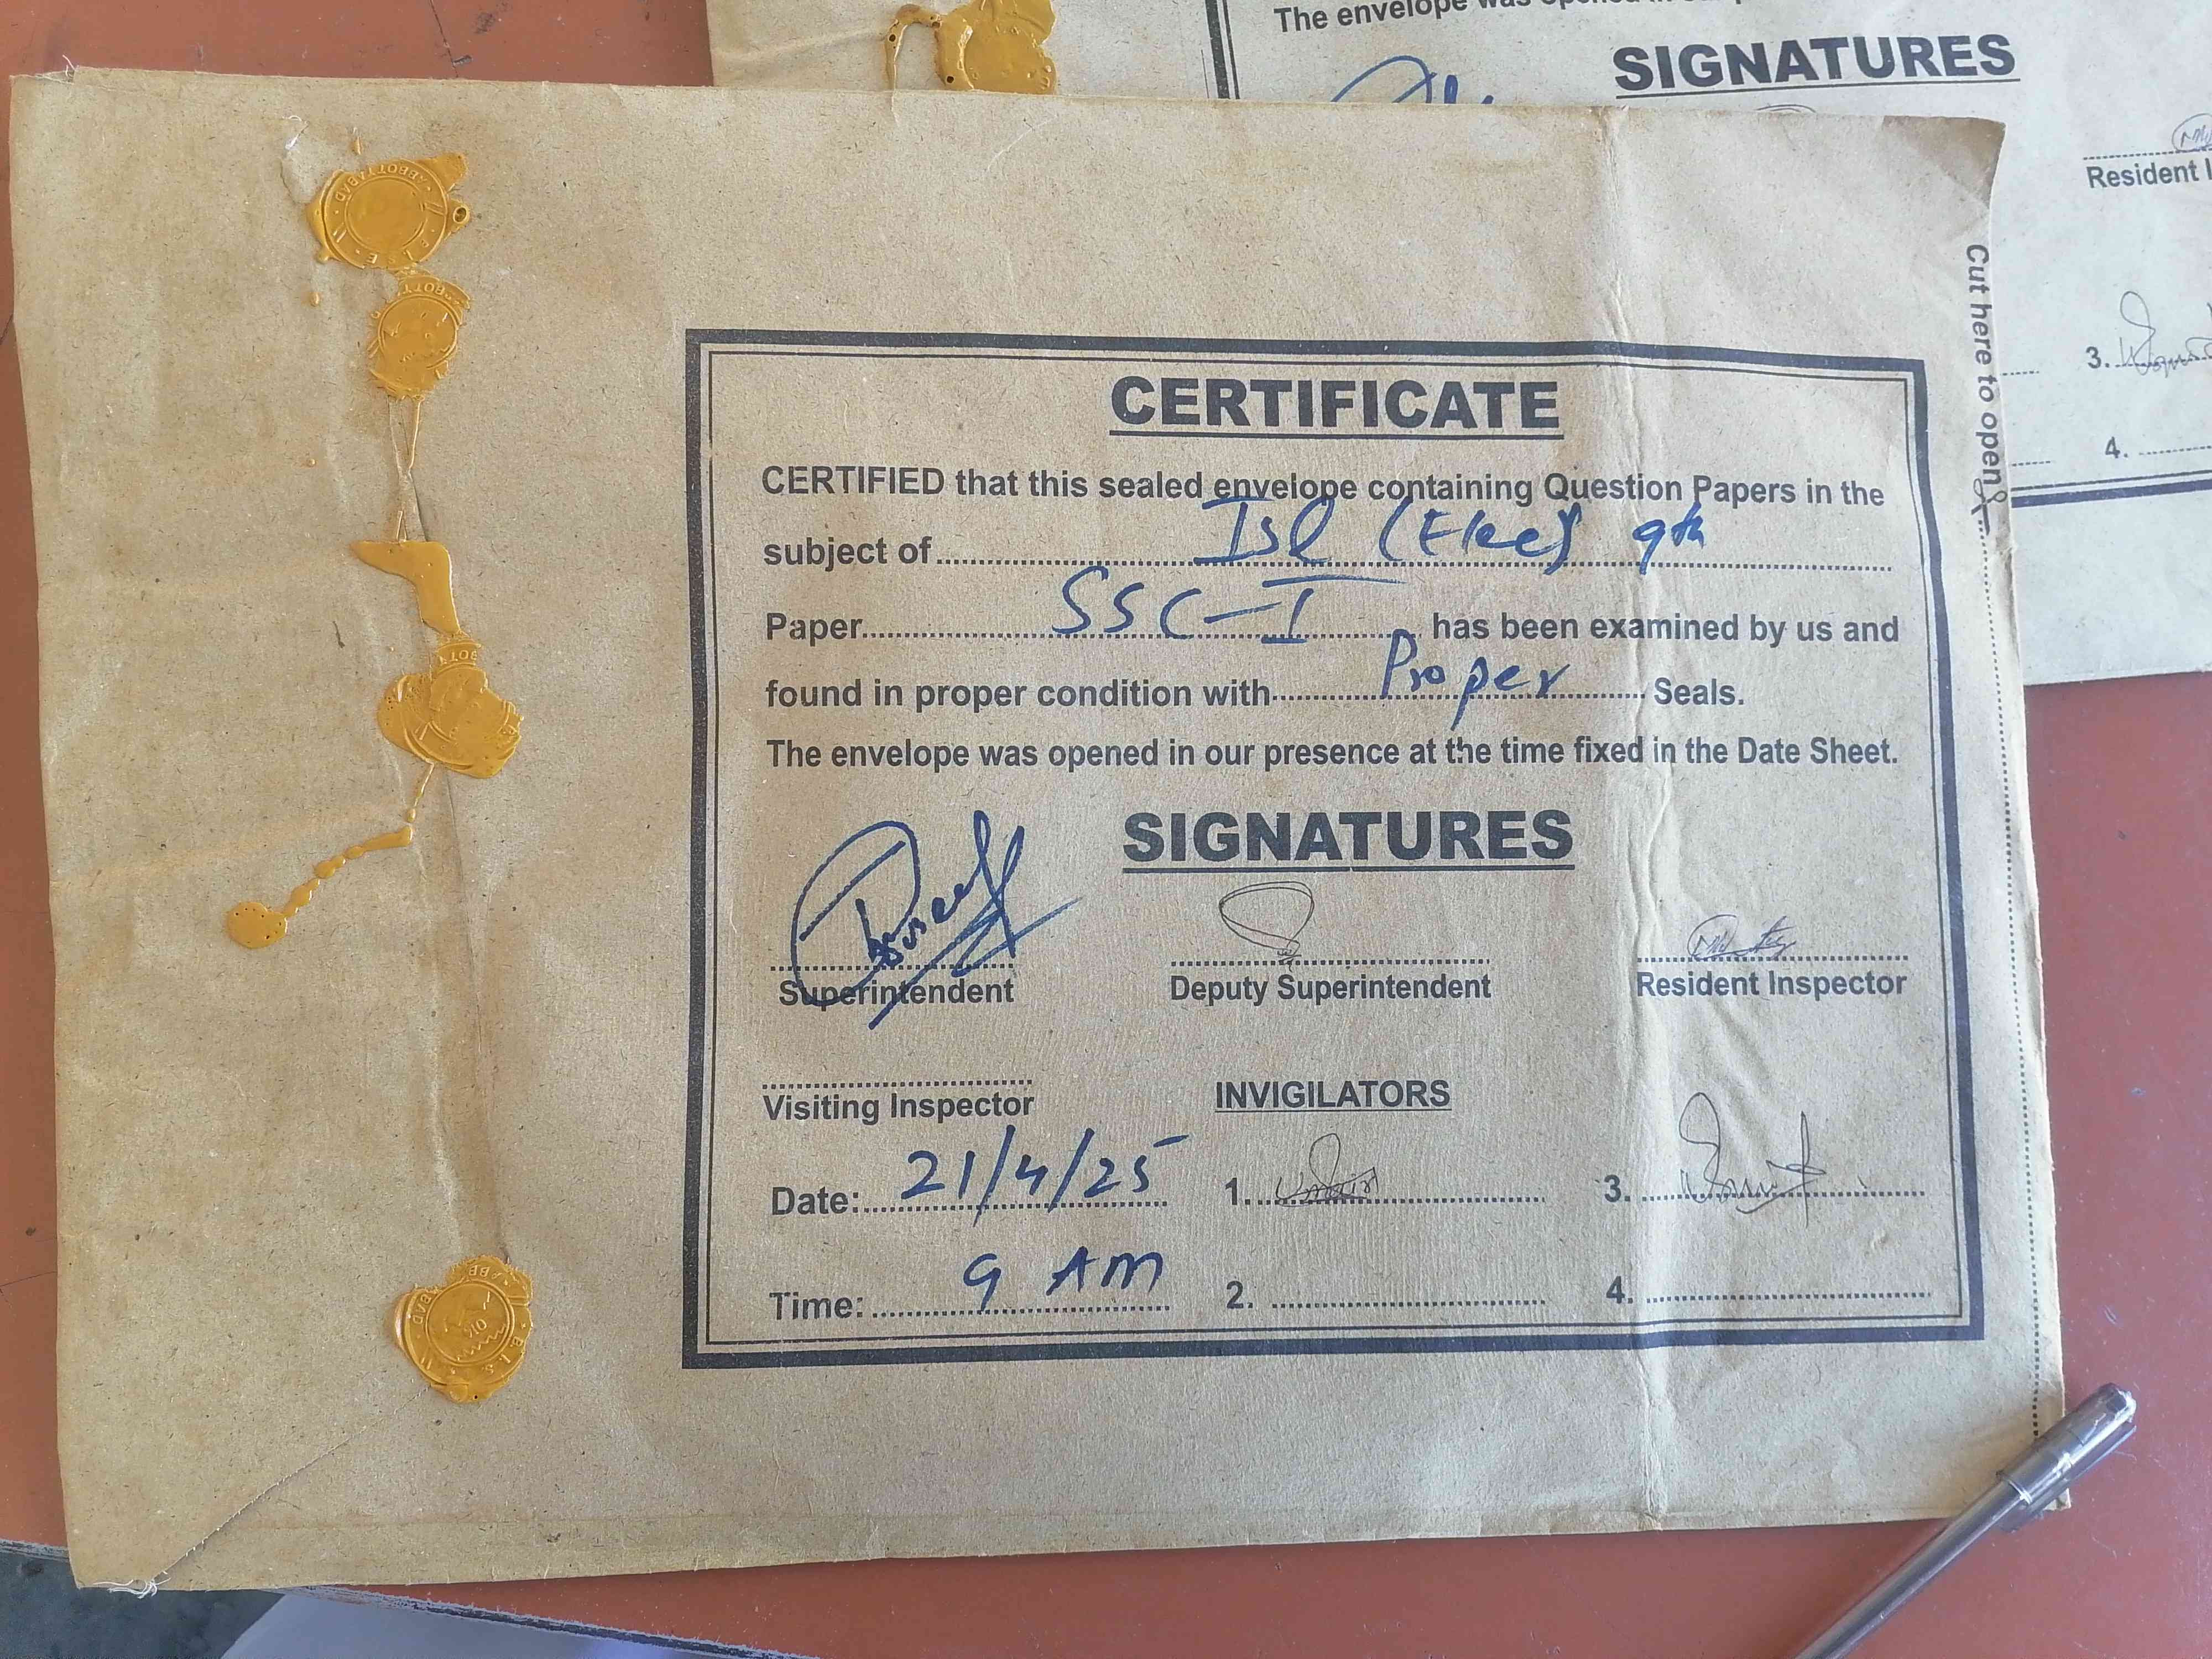 The envelope was opened in
SIGNATURES
Resident I
3.
4.
Cut here to open
CERTIFICATE
CERTIFIED that this sealed envelope containing Question Papers in the
subject of Isl (Elec) 9th
Paper SSC-I has been examined by us and
found in proper condition with Proper Seals.
The envelope was opened in our presence at the time fixed in the Date Sheet.
SIGNATURES
Superintendent Deputy Superintendent Resident Inspector
Visiting Inspector INVIGILATORS
Date: 21/4/25 1. 3.
Time: 9 AM 2. 4.
ABBOTTABAD
B.I.S.E